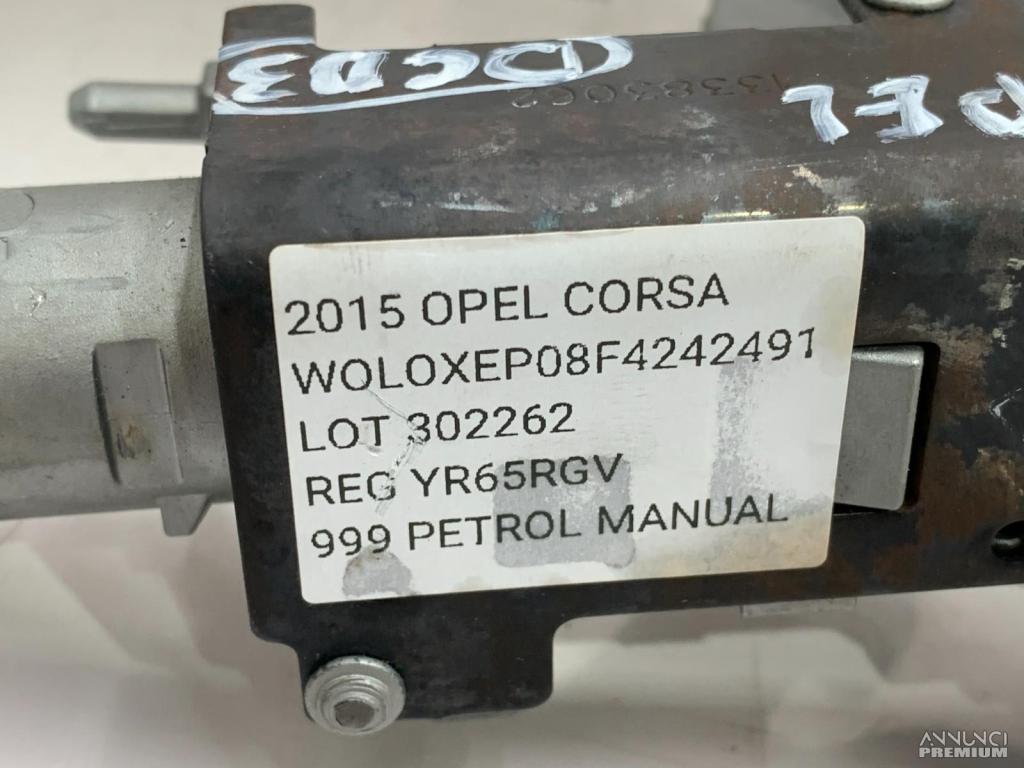 DCD3
13383062
OPEL
2015 OPEL CORSA
WOLOXEP08F4242491
LOT 302262
REG YR65RGV
999 PETROL MANUAL
ANNUNCI
PREMIUM